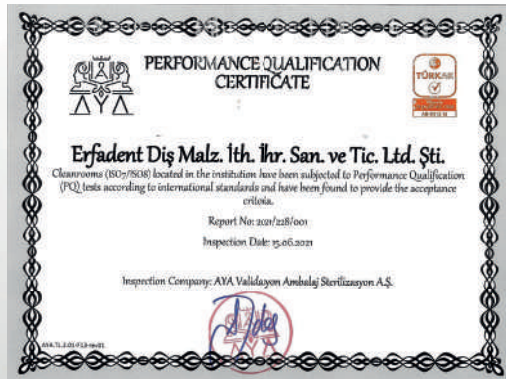 PERFORMANCE QUALIFICATION
CERTIFICATE
AYA
TÜRKAK
Erfadent Diş Malz. İth. İhr. San. ve Tic. Ltd. Şti.
Cleanrooms (ISO7/ISO8) located in the institution have been subjected to Performance Qualification
(PQ) tests according to international standards and have been found to provide the acceptance
criteria.
Report No: 2021/228/001
Inspection Date: 15.06.2021
Inspection Company: AYA Validasyon Ambalaj Sterilizasyon A.Ş.